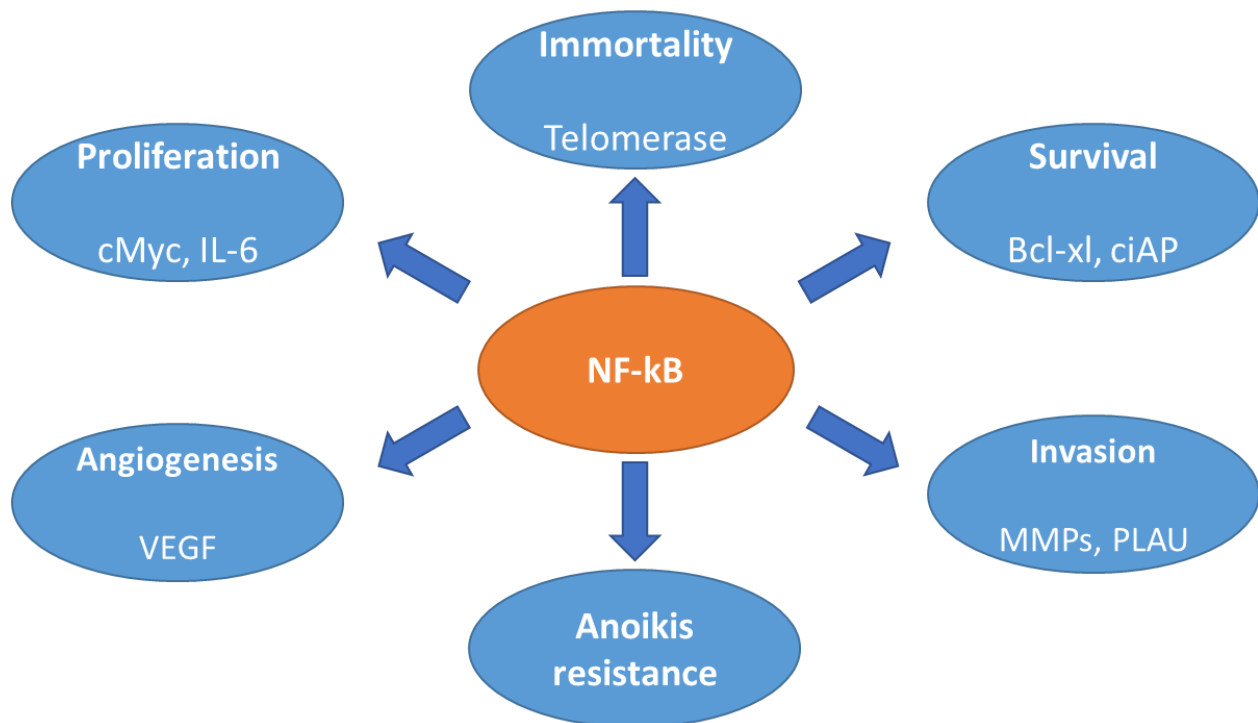 Immortality
Telomerase
Proliferation
cMyc, IL-6
Survival
Bcl-xl, ciAP
NF-kB
Angiogenesis
VEGF
Invasion
MMPs, PLAU
Anoikis
resistance